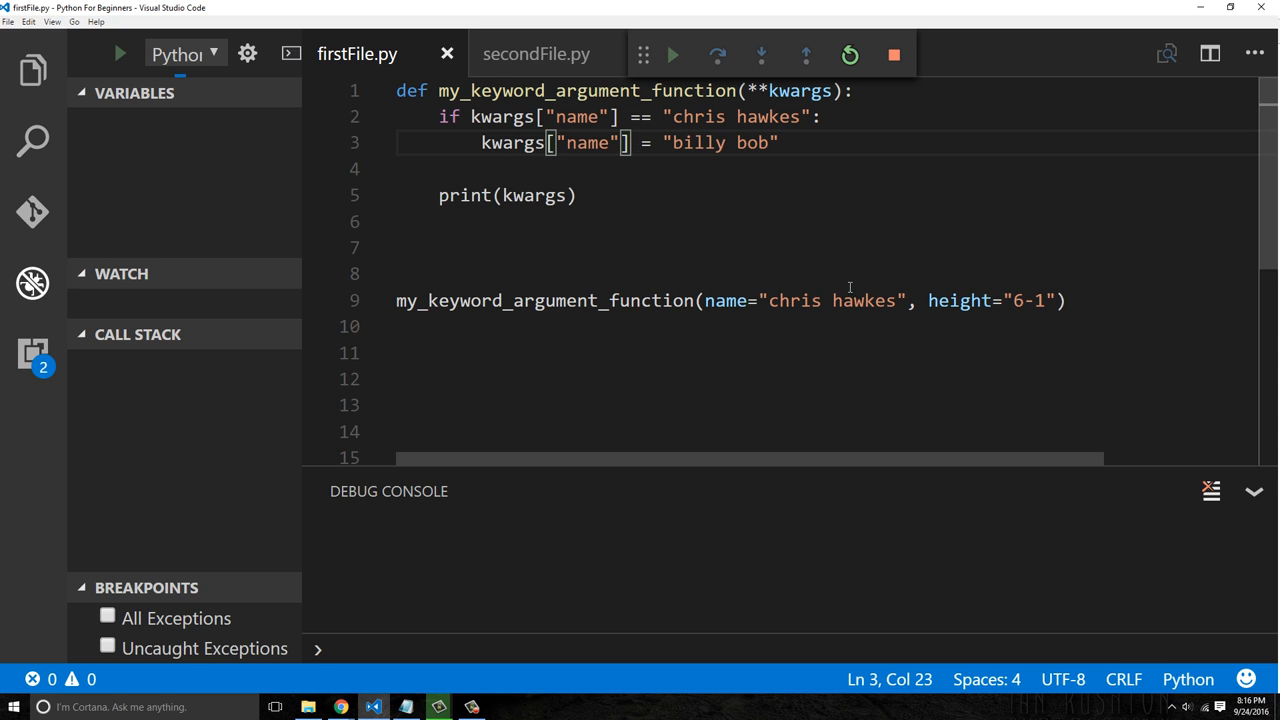 firstFile.py - Python For Beginners - Visual Studio Code
File Edit View Go Help
Python
firstFile.py
secondFile.py
VARIABLES
WATCH
CALL STACK
2
BREAKPOINTS
All Exceptions
Uncaught Exceptions
1 def my_keyword_argument_function(**kwargs):
2 if kwargs["name"] == "chris hawkes":
3 kwargs["name"] = "billy bob"
4
5 print(kwargs)
6
7
8
9 my_keyword_argument_function(name="chris hawkes", height="6-1")
10
11
12
13
14
15
DEBUG CONSOLE
0 0
Ln 3, Col 23 Spaces: 4 UTF-8 CRLF Python
I'm Cortana. Ask me anything.
8:16 PM
9/24/2016